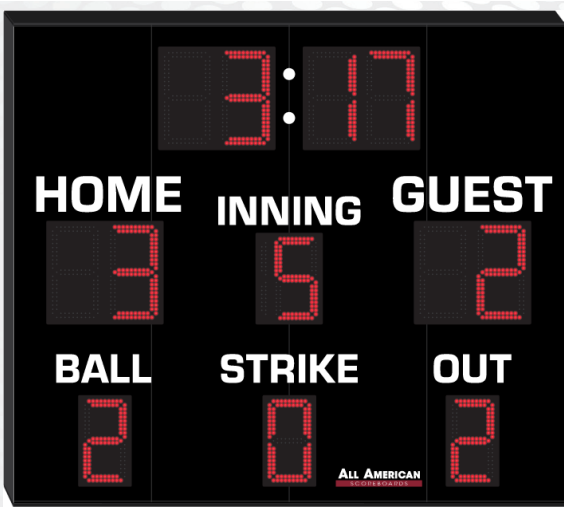 3:17
HOME INNING GUEST
3 5 2
BALL STRIKE OUT
2 0 2
ALL AMERICAN
SCOREBOARDS